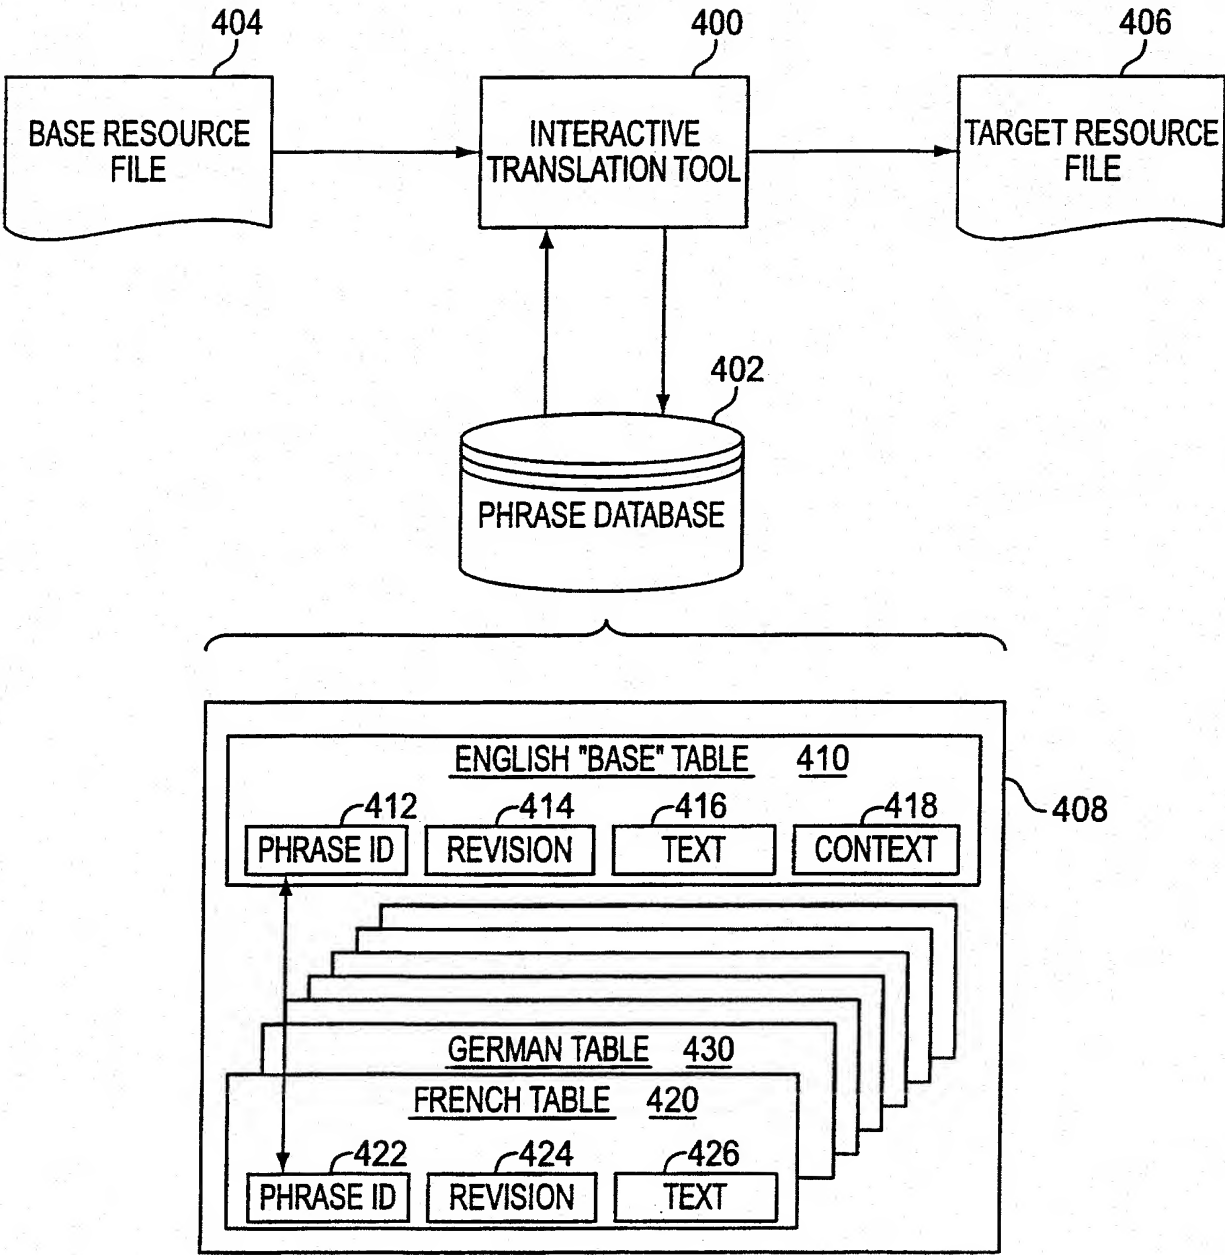 404
400
406
BASE RESOURCE
FILE
INTERACTIVE
TRANSLATION TOOL
TARGET RESOURCE
FILE
402
PHRASE DATABASE
ENGLISH "BASE" TABLE 410
412
414
416
418
408
PHRASE ID
REVISION
TEXT
CONTEXT
GERMAN TABLE 430
FRENCH TABLE 420
422
424
426
PHRASE ID
REVISION
TEXT